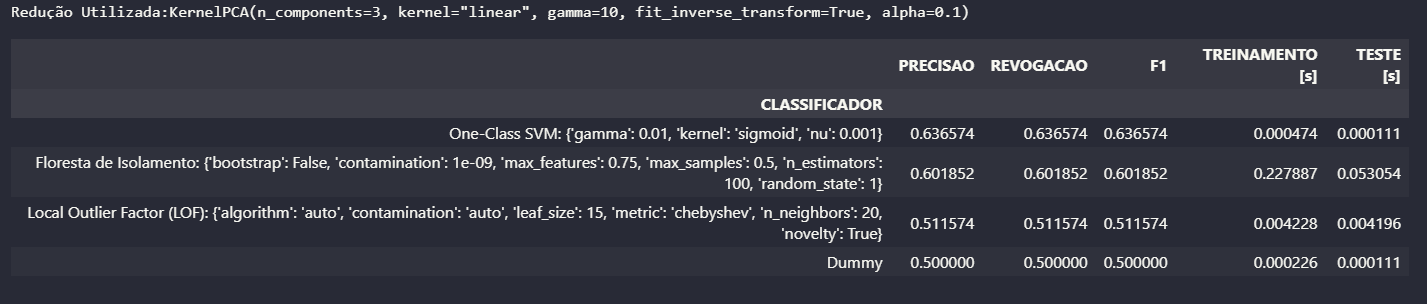 Redução Utilizada:KernelPCA(n_components=3, kernel="linear", gamma=10, fit_inverse_transform=True, alpha=0.1)
PRECISAO REVOGACAO F1 TREINAMENTO [s] TESTE [s]
CLASSIFICADOR
One-Class SVM: {'gamma': 0.01, 'kernel': 'sigmoid', 'nu': 0.001} 0.636574 0.636574 0.636574 0.000474 0.000111
Floresta de Isolamento: {'bootstrap': False, 'contamination': 1e-09, 'max_features': 0.75, 'max_samples': 0.5, 'n_estimators':
100, 'random_state': 1} 0.601852 0.601852 0.601852 0.227887 0.053054
Local Outlier Factor (LOF): {'algorithm': 'auto', 'contamination': 'auto', 'leaf_size': 15, 'metric': 'chebyshev', 'n_neighbors': 20,
'novelty': True} 0.511574 0.511574 0.511574 0.004228 0.004196
Dummy 0.500000 0.500000 0.500000 0.000226 0.000111